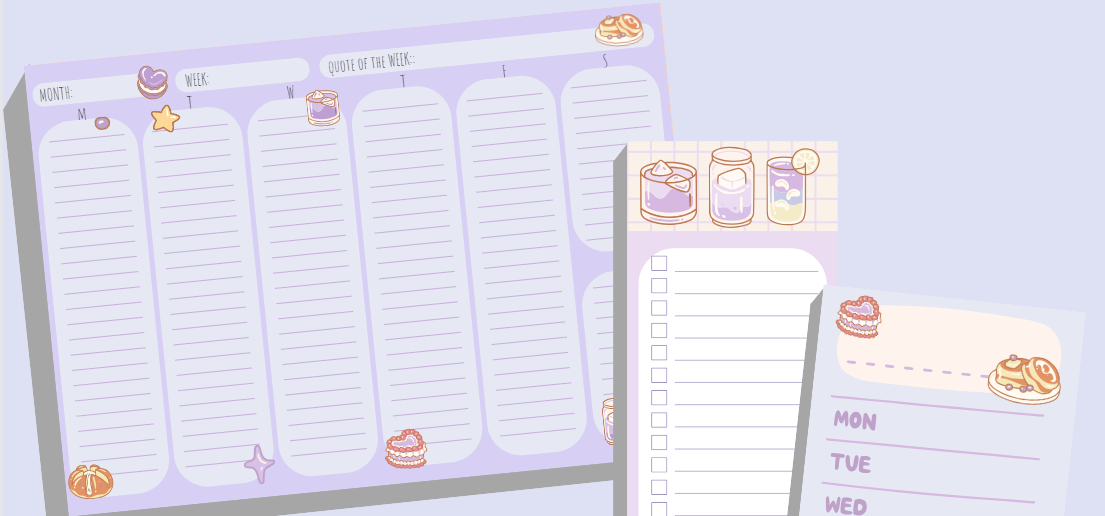 MONTH:
WEEK:
QUOTE OF THE WEEK::
M
T
W
T
F
S
MON
TUE
WED